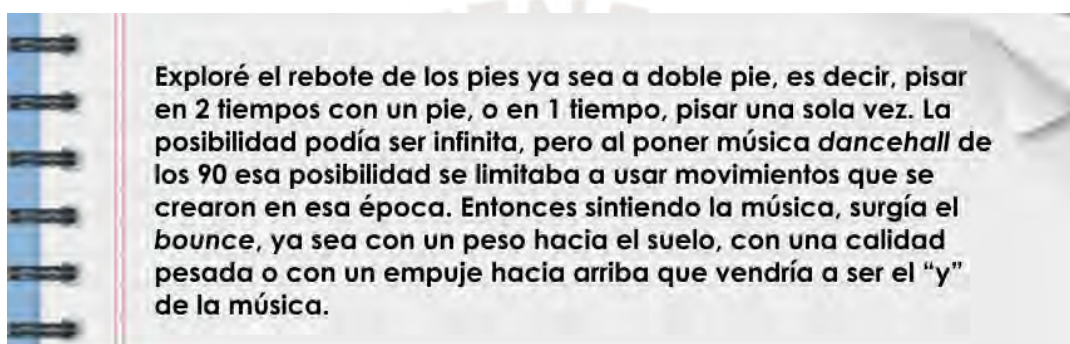 Exploré el rebote de los pies ya sea a doble pie, es decir, pisar
en 2 tiempos con un pie, o en 1 tiempo, pisar una sola vez. La
posibilidad podía ser infinita, pero al poner música dancehall de
los 90 esa posibilidad se limitaba a usar movimientos que se
crearon en esa época. Entonces sintiendo la música, surgía el
bounce, ya sea con un peso hacia el suelo, con una calidad
pesada o con un empuje hacia arriba que vendría a ser el “y”
de la música.